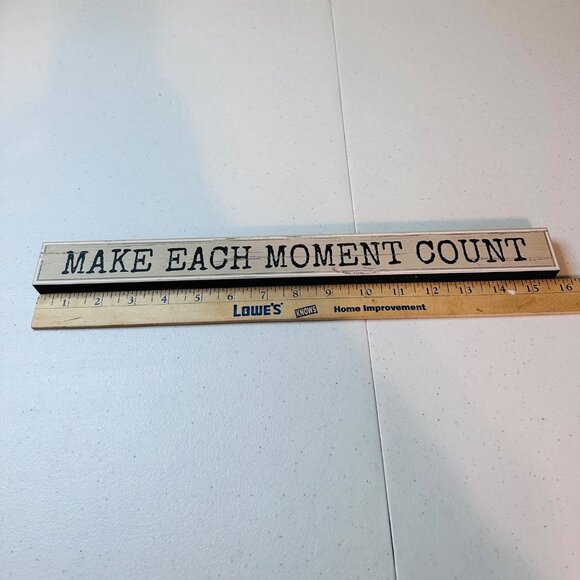 MAKE EACH MOMENT COUNT
1 2 3 4 5 6 7 8 9 10 11 12 13 14 15 16
LOWE'S KNOWS Home Improvement